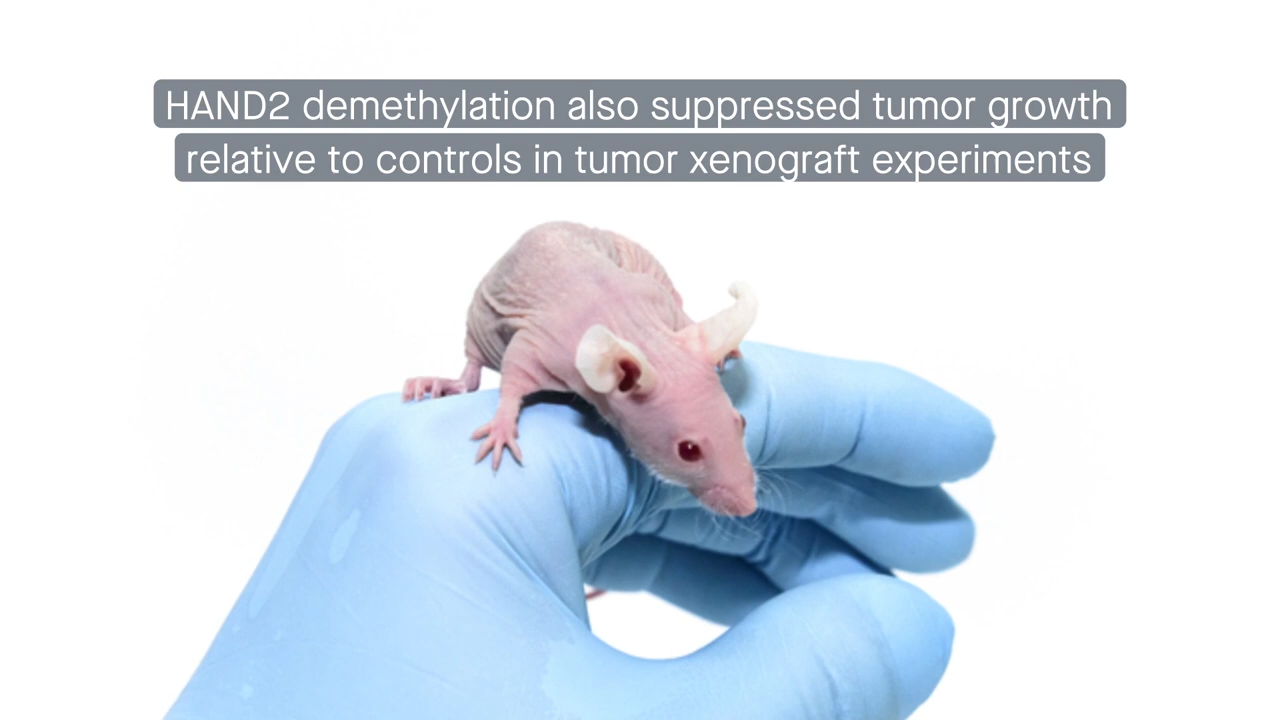 HAND2 demethylation also suppressed tumor growth
relative to controls in tumor xenograft experiments